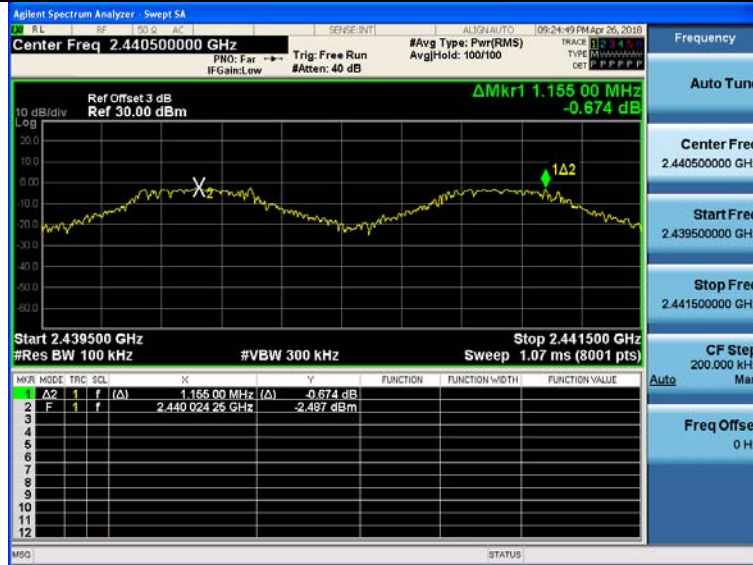 Agilent Spectrum Analyzer - Swept SA
RL RF 50 Ω AC SENSE:INT ALIGN AUTO 09:24:49 PM Apr 26, 2018
Center Freq 2.440500000 GHz
PNO: Far
IFGain:Low
Trig: Free Run
#Atten: 40 dB
#Avg Type: Pwr(RMS)
Avg|Hold: 100/100
TRACE 1 2 3 4 5 6
TYPE M
DET P P P P P P
Ref Offset 3 dB
Ref 30.00 dBm
ΔMkr1 1.155 00 MHz
-0.674 dB
10 dB/div
Log
20.0
10.0
0.00
-10.0
-20.0
-30.0
-50.0
-60.0
X2
1Δ2
Start 2.439500 GHz
Stop 2.441500 GHz
#Res BW 100 kHz
#VBW 300 kHz
Sweep 1.07 ms (8001 pts)
MKR MODE TRC SCL X Y FUNCTION FUNCTION WIDTH FUNCTION VALUE
1 Δ2 1 f (Δ) 1.155 00 MHz (Δ) -0.674 dB
2 F 1 f 2.440 024 25 GHz -2.487 dBm
3
4
5
6
7
8
9
10
11
12
MSG
STATUS
Frequency
Auto Tune
Center Freq
2.440500000 GHz
Start Freq
2.439500000 GHz
Stop Freq
2.441500000 GHz
CF Step
200.000 kHz
Auto Man
Freq Offset
0 Hz